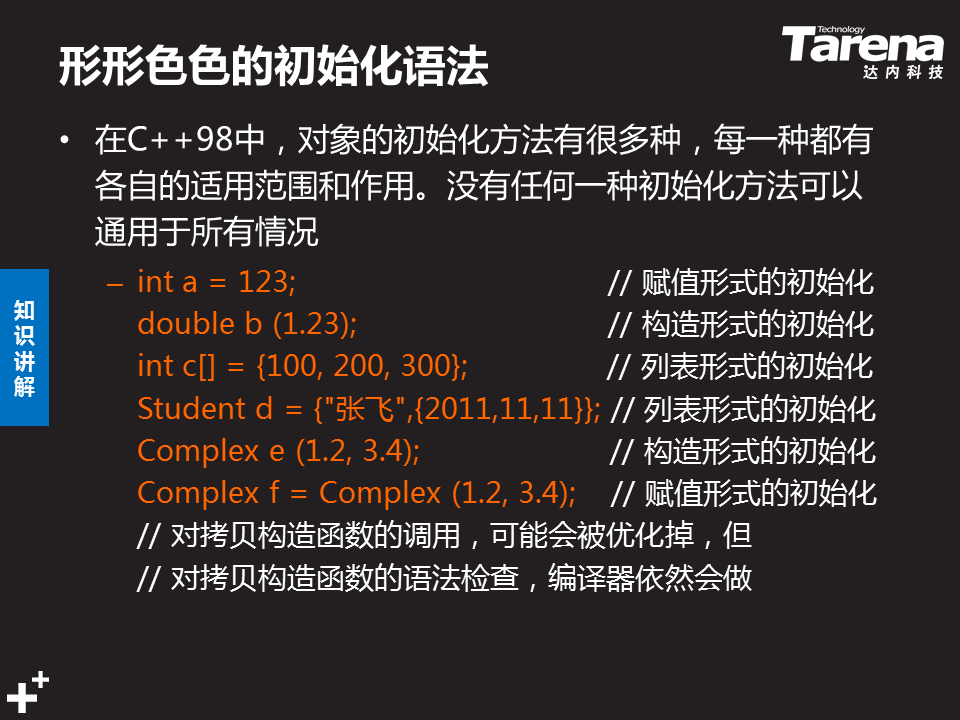 形形色色的初始化语法
Technology
Tarena
达内科技
• 在C++98中，对象的初始化方法有很多种，每一种都有
各自的适用范围和作用。没有任何一种初始化方法可以
通用于所有情况
– int a = 123; // 赋值形式的初始化
double b (1.23); // 构造形式的初始化
int c[] = {100, 200, 300}; // 列表形式的初始化
Student d = {"张飞",{2011,11,11}}; // 列表形式的初始化
Complex e (1.2, 3.4); // 构造形式的初始化
Complex f = Complex (1.2, 3.4); // 赋值形式的初始化
// 对拷贝构造函数的调用，可能会被优化掉，但
// 对拷贝构造函数的语法检查，编译器依然会做
知
识
讲
解
++